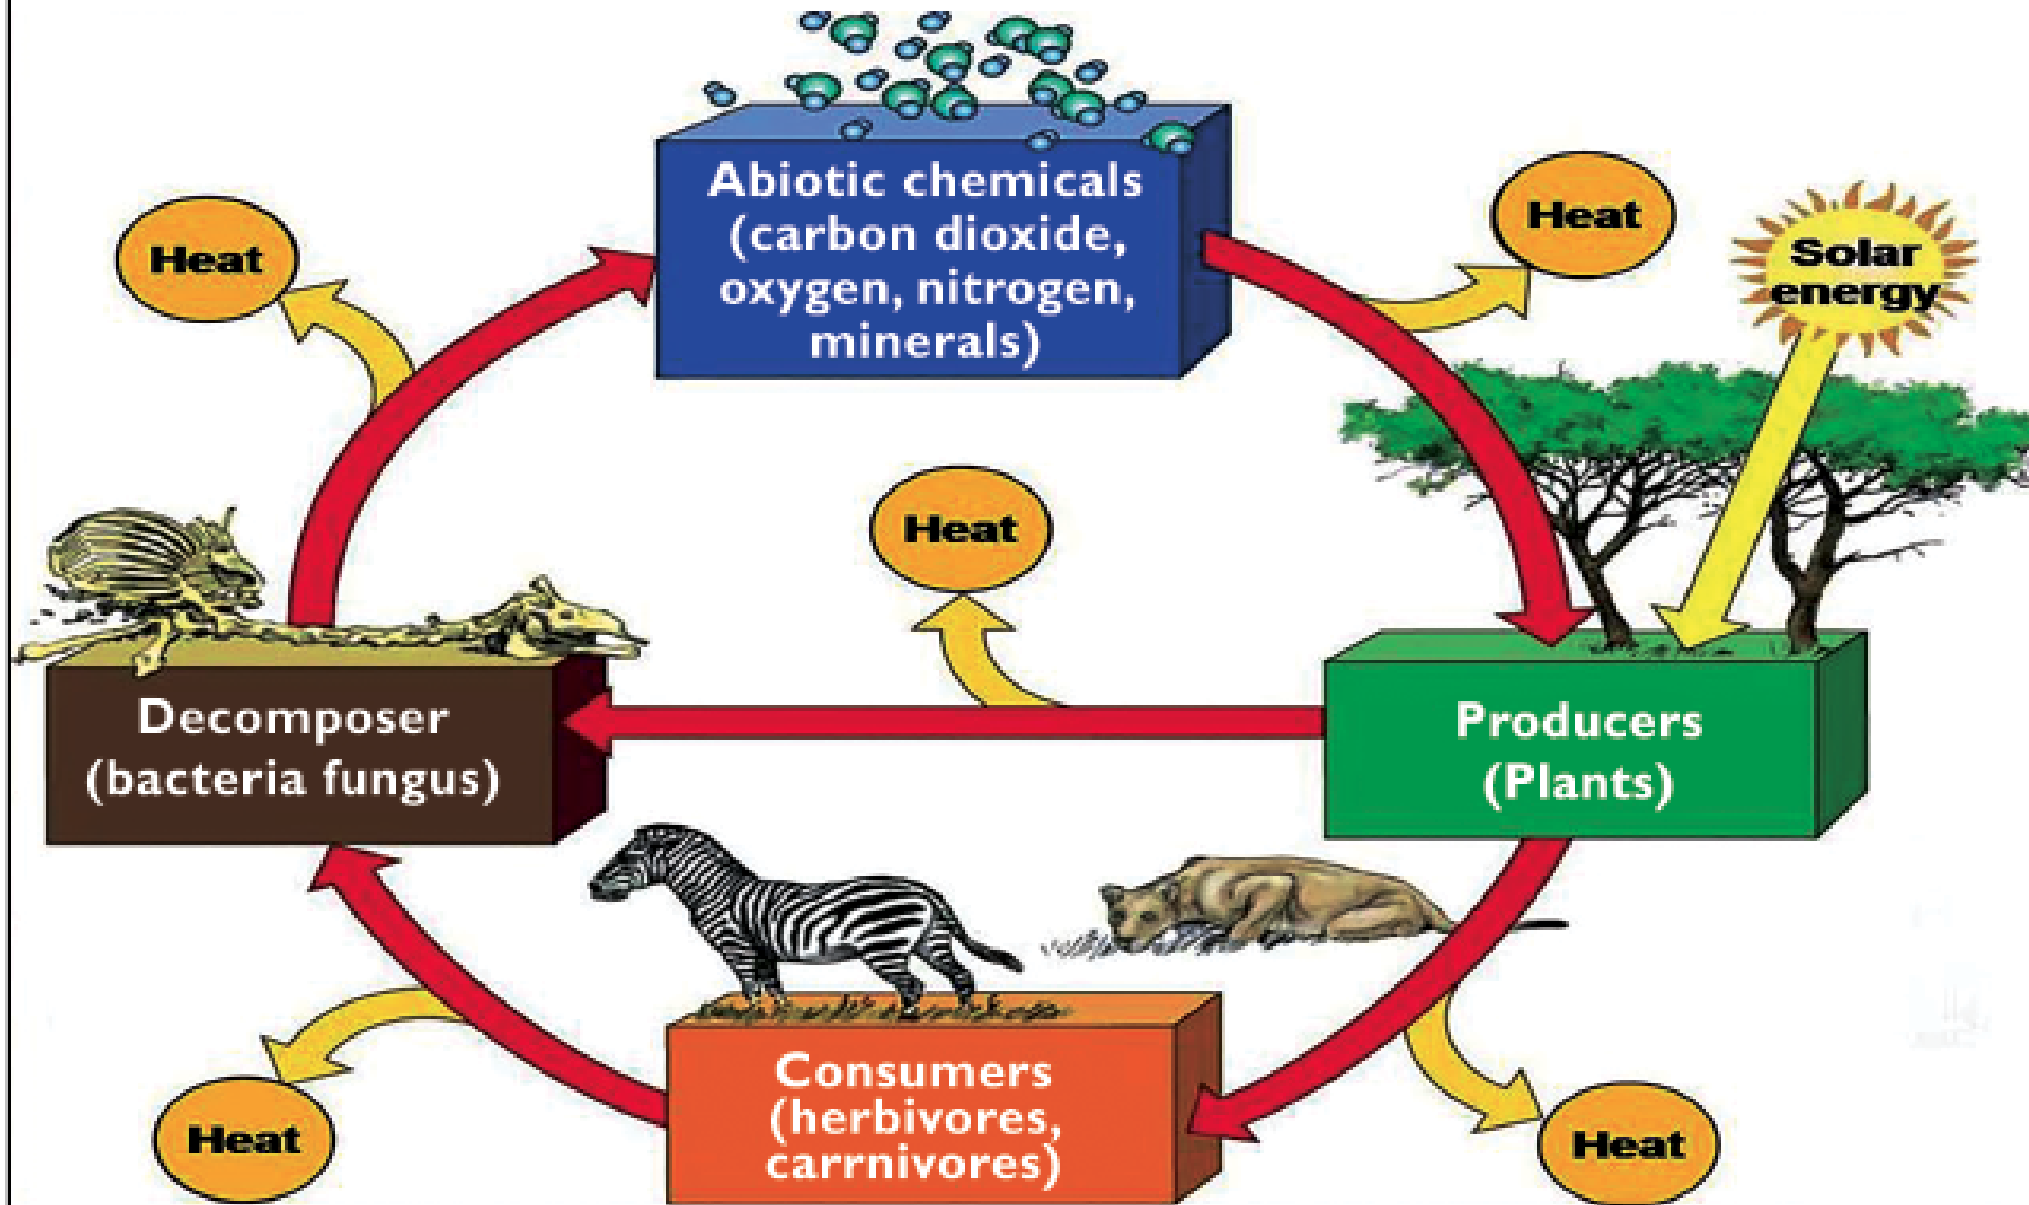 Abiotic chemicals
(carbon dioxide,
oxygen, nitrogen,
minerals)
Heat
Heat
Solar
energy
Heat
Decomposer
(bacteria fungus)
Producers
(Plants)
Consumers
(herbivores,
carrnivores)
Heat
Heat